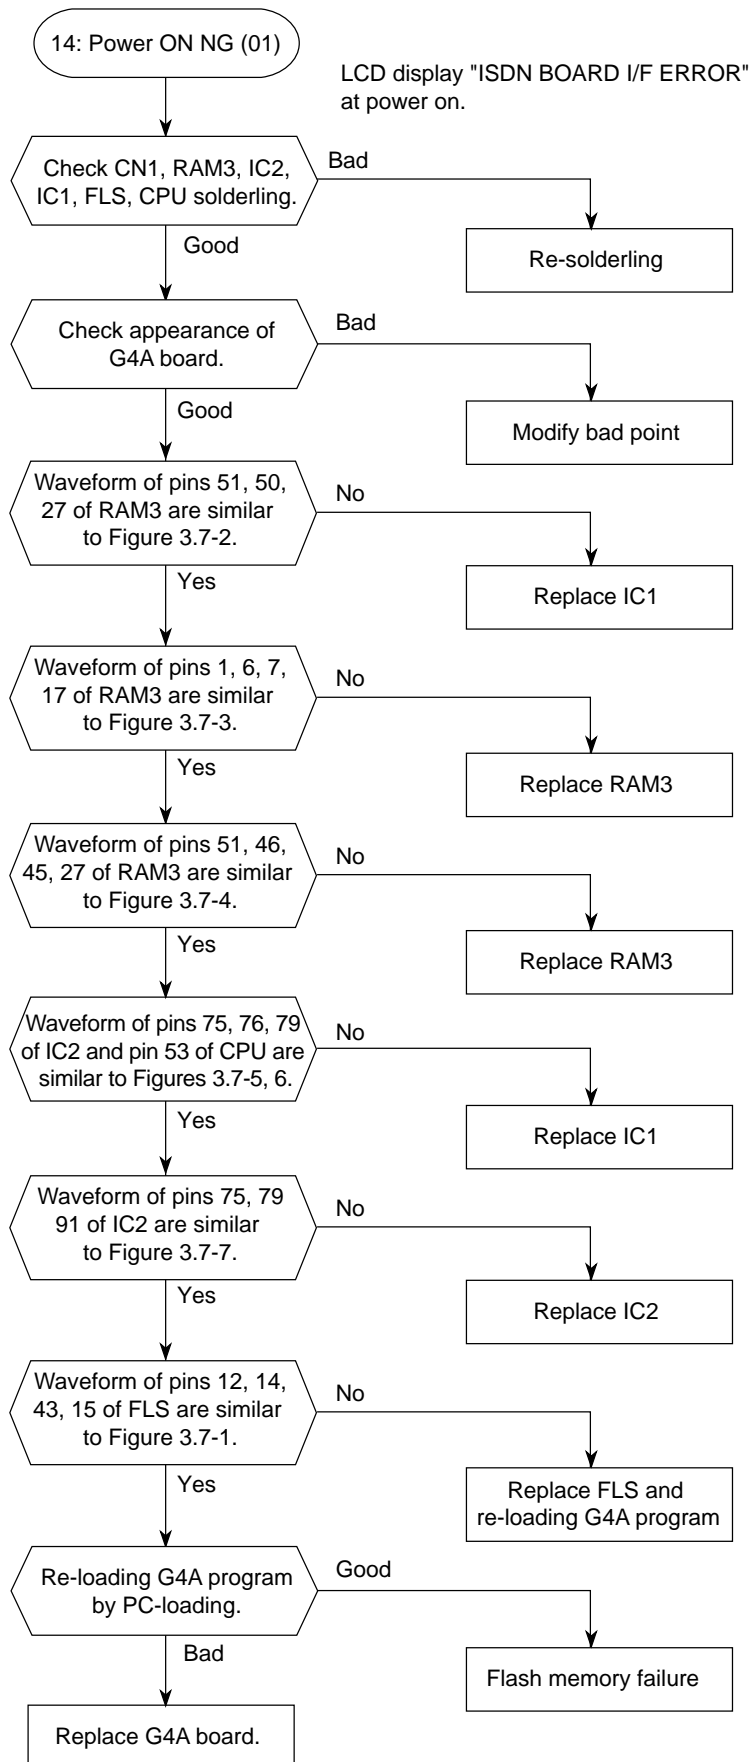 14: Power ON NG (01)
LCD display "ISDN BOARD I/F ERROR"
at power on.
Check CN1, RAM3, IC2,
IC1, FLS, CPU solderling.
Bad
Good
Re-solderling
Check appearance of
G4A board.
Bad
Good
Modify bad point
Waveform of pins 51, 50,
27 of RAM3 are similar
to Figure 3.7-2.
No
Yes
Replace IC1
Waveform of pins 1, 6, 7,
17 of RAM3 are similar
to Figure 3.7-3.
No
Yes
Replace RAM3
Waveform of pins 51, 46,
45, 27 of RAM3 are similar
to Figure 3.7-4.
No
Yes
Replace RAM3
Waveform of pins 75, 76, 79
of IC2 and pin 53 of CPU are
similar to Figures 3.7-5, 6.
No
Yes
Replace IC1
Waveform of pins 75, 79
91 of IC2 are similar
to Figure 3.7-7.
No
Yes
Replace IC2
Waveform of pins 12, 14,
43, 15 of FLS are similar
to Figure 3.7-1.
No
Yes
Replace FLS and
re-loading G4A program
Re-loading G4A program
by PC-loading.
Good
Bad
Flash memory failure
Replace G4A board.